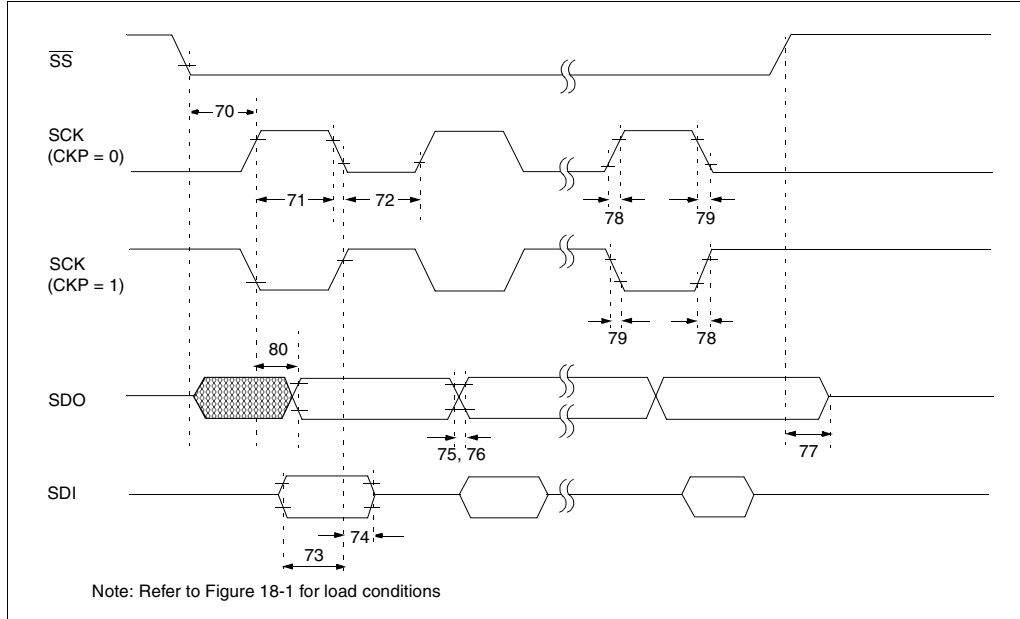 SS
70
SCK
(CKP = 0)
71
72
78
79
SCK
(CKP = 1)
79
78
80
SDO
75, 76
77
SDI
74
73
Note: Refer to Figure 18-1 for load conditions